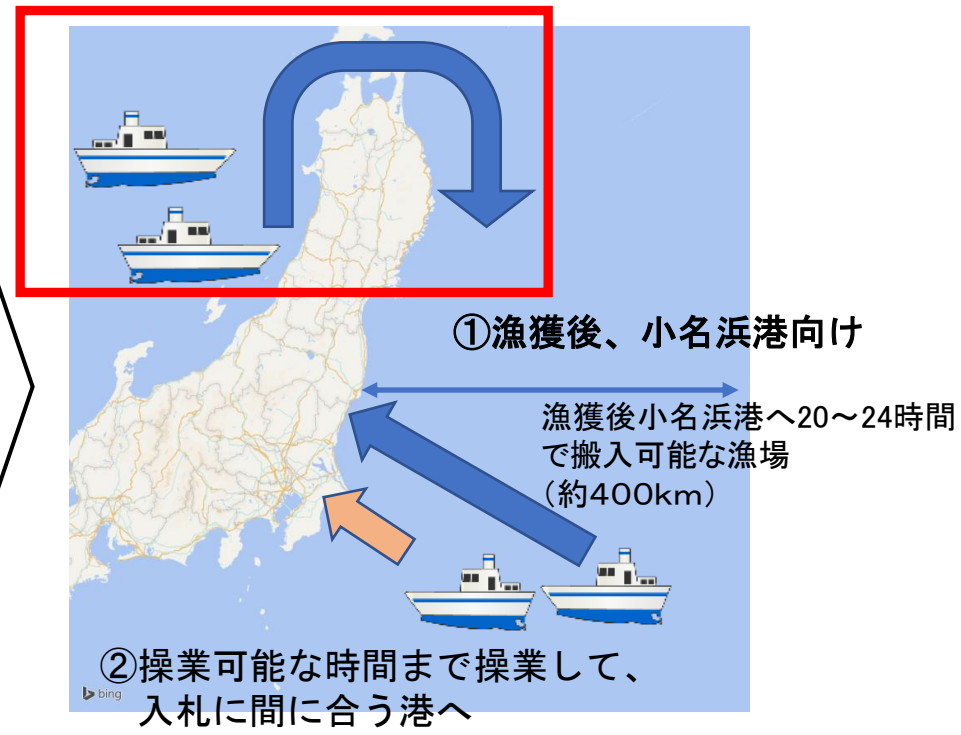 ①漁獲後、小名浜港向け
漁獲後小名浜港へ20～24時間
で搬入可能な漁場
（約400km）
②操業可能な時間まで操業して、
入札に間に合う港へ
bing